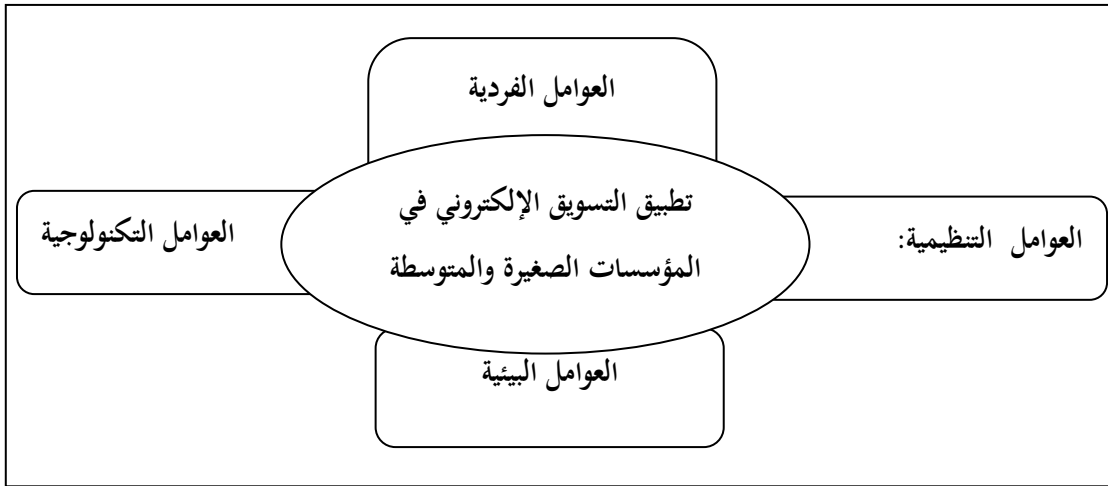 العوامل الفردية
تطبيق التسويق الإلكتروني في
المؤسسات الصغيرة والمتوسطة
العوامل التنظيمية:
العوامل التكنولوجية
العوامل البيئية